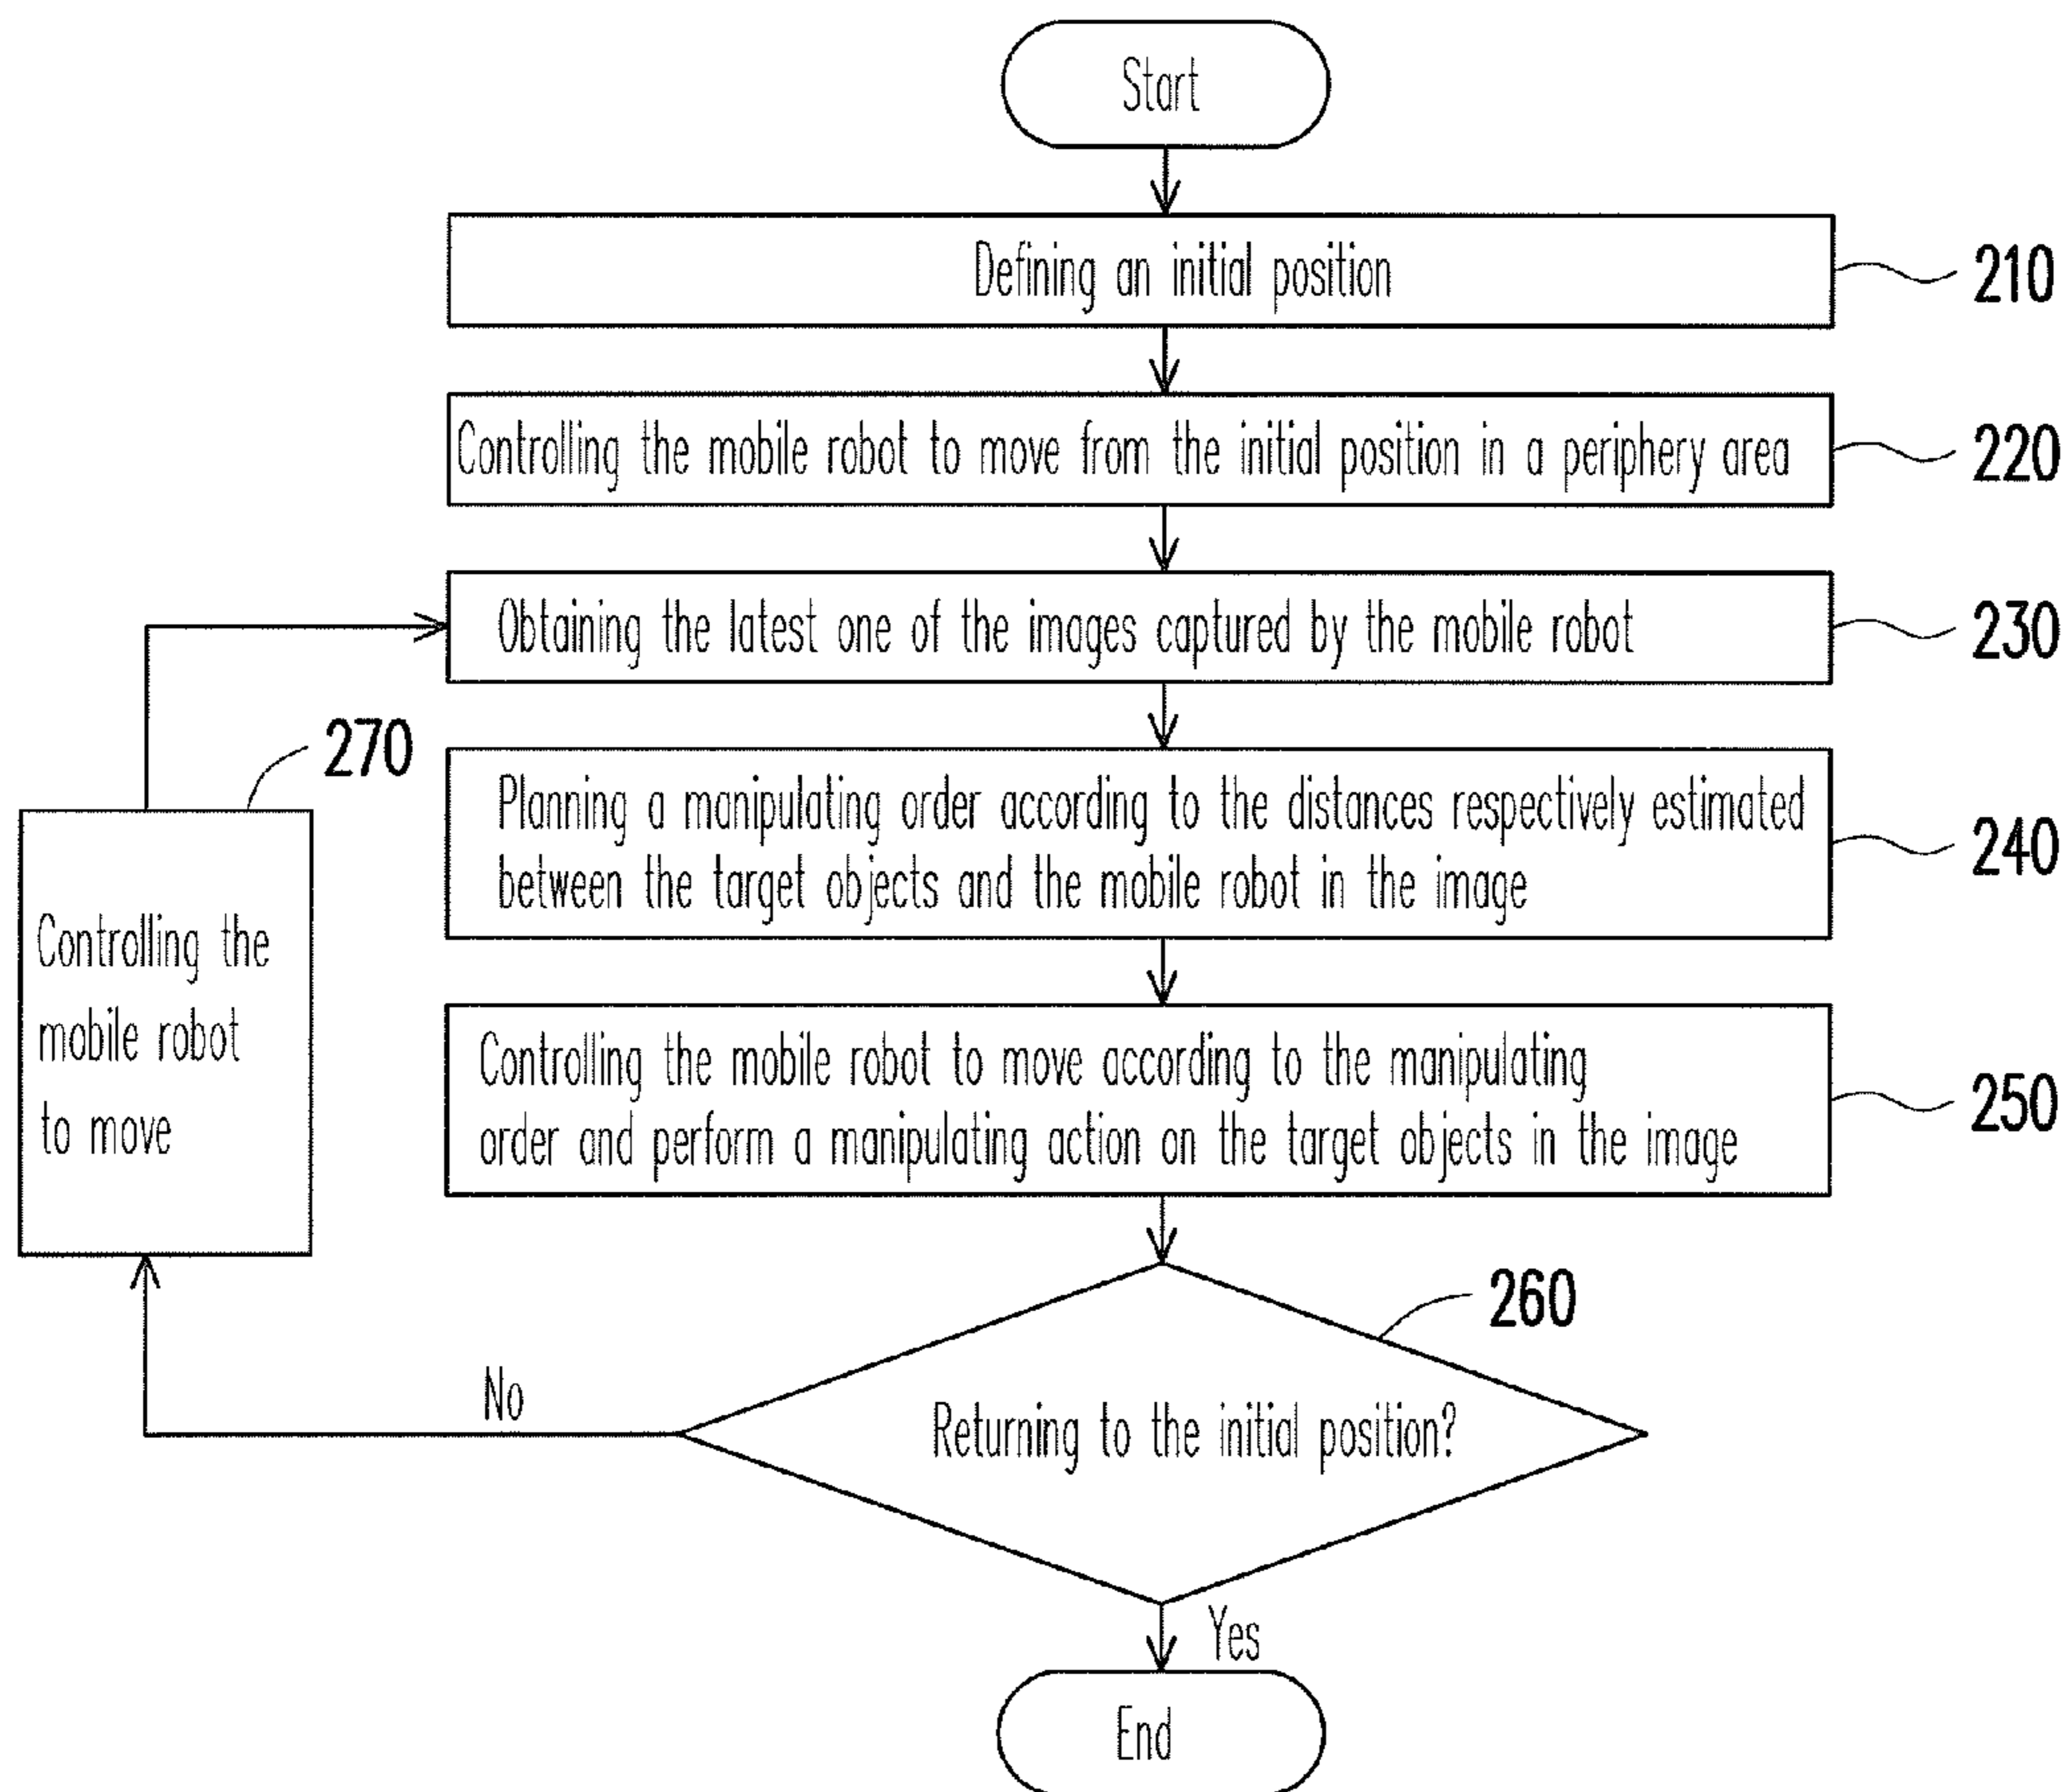 Start
Defining an initial position
210
Controlling the mobile robot to move from the initial position in a periphery area
220
Obtaining the latest one of the images captured by the mobile robot
230
270
Planning a manipulating order according to the distances respectively estimated
between the target objects and the mobile robot in the image
240
Controlling the
mobile robot
to move
Controlling the mobile robot to move according to the manipulating
order and perform a manipulating action on the target objects in the image
250
260
No
Returning to the initial position?
Yes
End